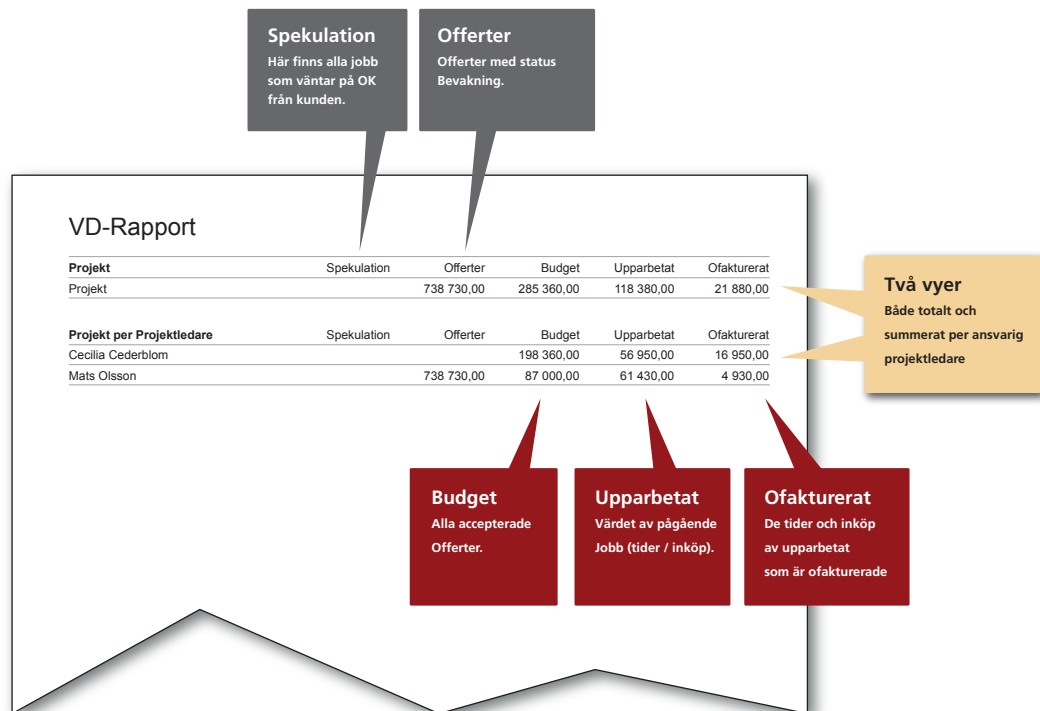 Spekulation
Här finns alla jobb
som väntar på OK
från kunden.
Offerter
Offerter med status
Bevakning.
VD-Rapport
Projekt Spekulation Offerter Budget Upparbetat Ofakturerat
Projekt 738 730,00 285 360,00 118 380,00 21 880,00
Projekt per Projektledare Spekulation Offerter Budget Upparbetat Ofakturerat
Cecilia Cederblom 198 360,00 56 950,00 16 950,00
Mats Olsson 738 730,00 87 000,00 61 430,00 4 930,00
Två vyer
Både totalt och
summerat per ansvarig
projektledare
Budget
Alla accepterade
Offerter.
Upparbetat
Värdet av pågående
Jobb (tider / inköp).
Ofakturerat
De tider och inköp
av upparbetat
som är ofakturerade